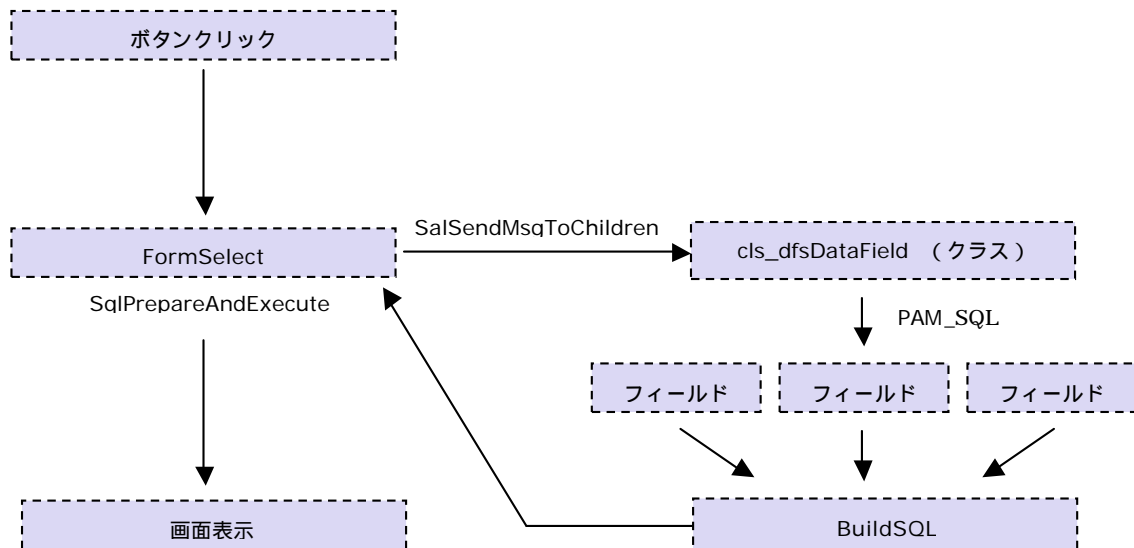 ボタンクリック
SalSendMsgToChildren
FormSelect
cls_dfsDataField （クラス）
SqlPrepareAndExecute
PAM_SQL
フィールド
フィールド
フィールド
画面表示
BuildSQL